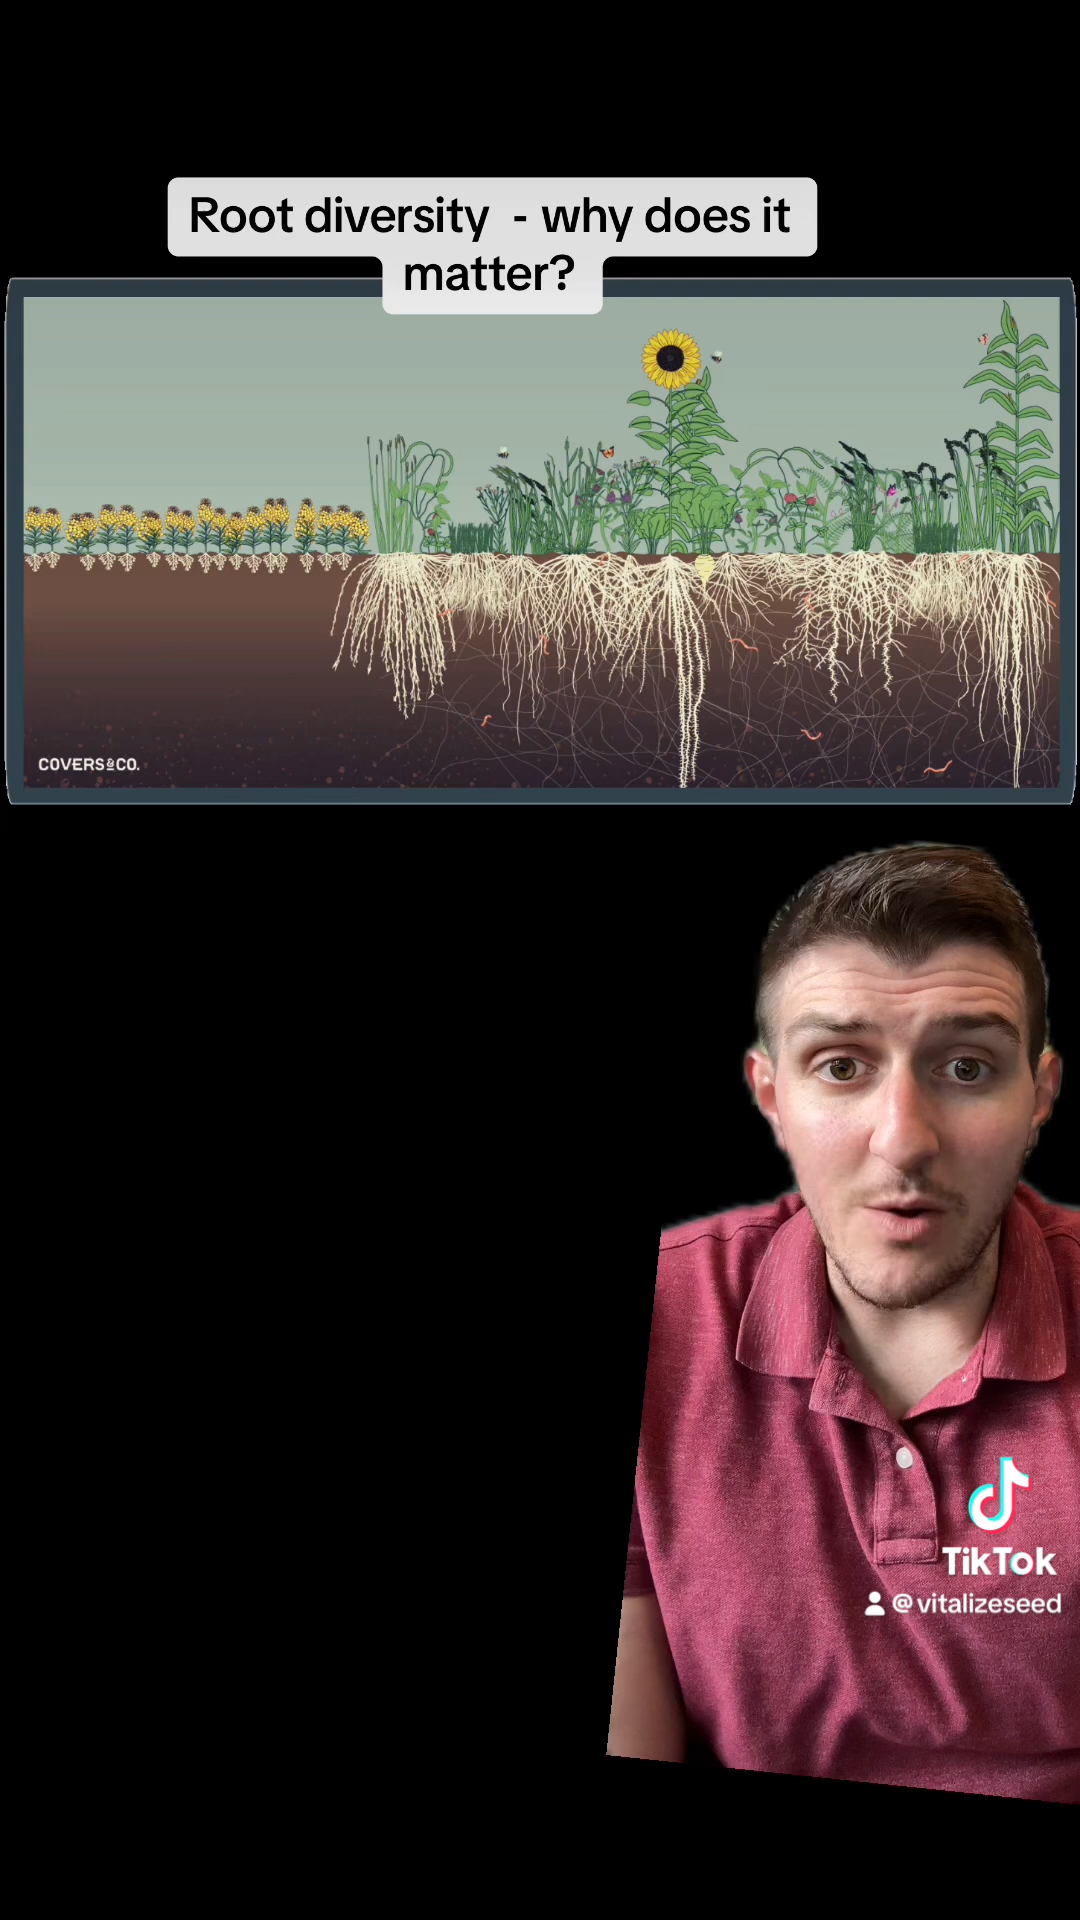 Root diversity - why does it
matter?
COVERS&CO.
TikTok
@vitalizeseed